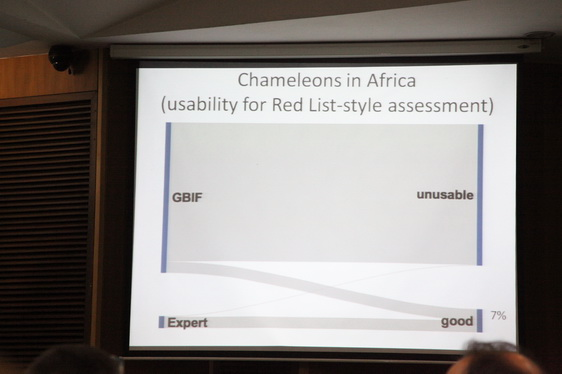 Chameleons in Africa
(usability for Red List-style assessment)
GBIF
unusable
Expert
good
7%